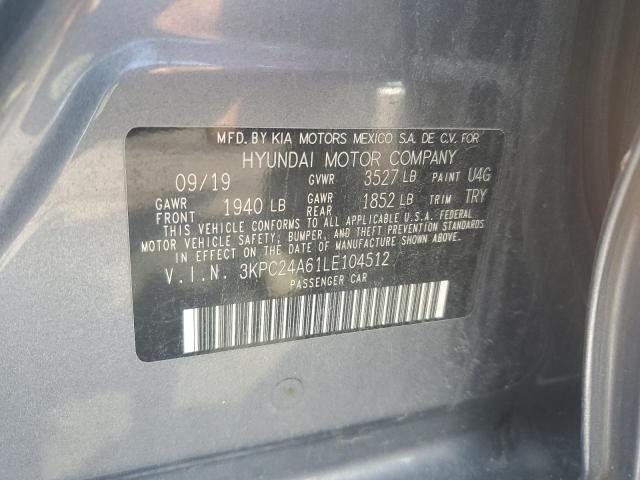 MFD. BY KIA MOTORS MEXICO S.A. DE C.V. FOR
HYUNDAI MOTOR COMPANY
09/19 GVWR 3527 LB PAINT U4G
GAWR FRONT 1940 LB GAWR REAR 1852 LB TRIM TRY
THIS VEHICLE CONFORMS TO ALL APPLICABLE U.S.A. FEDERAL
MOTOR VEHICLE SAFETY, BUMPER, AND THEFT PREVENTION STANDARDS
IN EFFECT ON THE DATE OF MANUFACTURE SHOWN ABOVE.
V.I.N. 3KPC24A61LE104512
PASSENGER CAR